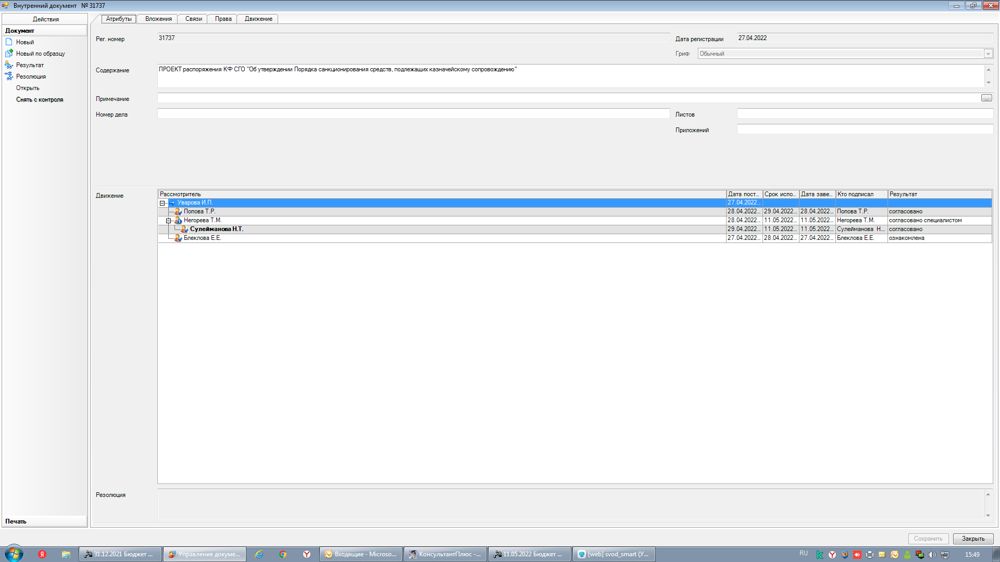 Внутренний документ № 31737
Действия
Документ
Новый
Новый по образцу
Результат
Резолюция
Открыть
Снять с контроля
Печать
Атрибуты Вложения Связи Права Движение
Рег. номер 31737 Дата регистрации 27.04.2022
Гриф Обычный
Содержание ПРОЕКТ распоряжения КФ СГО "Об утверждении Порядка санкционирования средств, подлежащих казначейскому сопровождению"
Примечание ...
Номер дела Листов
Приложений
Движение
Рассмотритель Дата пост... Срок испо... Дата заве... Кто подписал Результат
Уварова И.П. 27.04.2022...
Попова Т.Р. 28.04.2022... 29.04.2022... 28.04.2022... Попова Т.Р. согласовано
Негорева Т.М. 28.04.2022... 11.05.2022... 11.05.2022... Негорева Т.М. согласовано специалистом
Сулейманова Н.Т. 29.04.2022... 11.05.2022... 11.05.2022... Сулейманова Н... согласовано
Блеклова Е.Е. 27.04.2022... 28.04.2022... 27.04.2022... Блеклова Е.Е. ознакомлена
Резолюция
Сохранить Закрыть
31.12.2021 Бюджет ... Управление докуме... Входящие - Microso... КонсультантПлюс -... 11.05.2022 Бюджет ... [web] svod_smart (У... RU 15:49